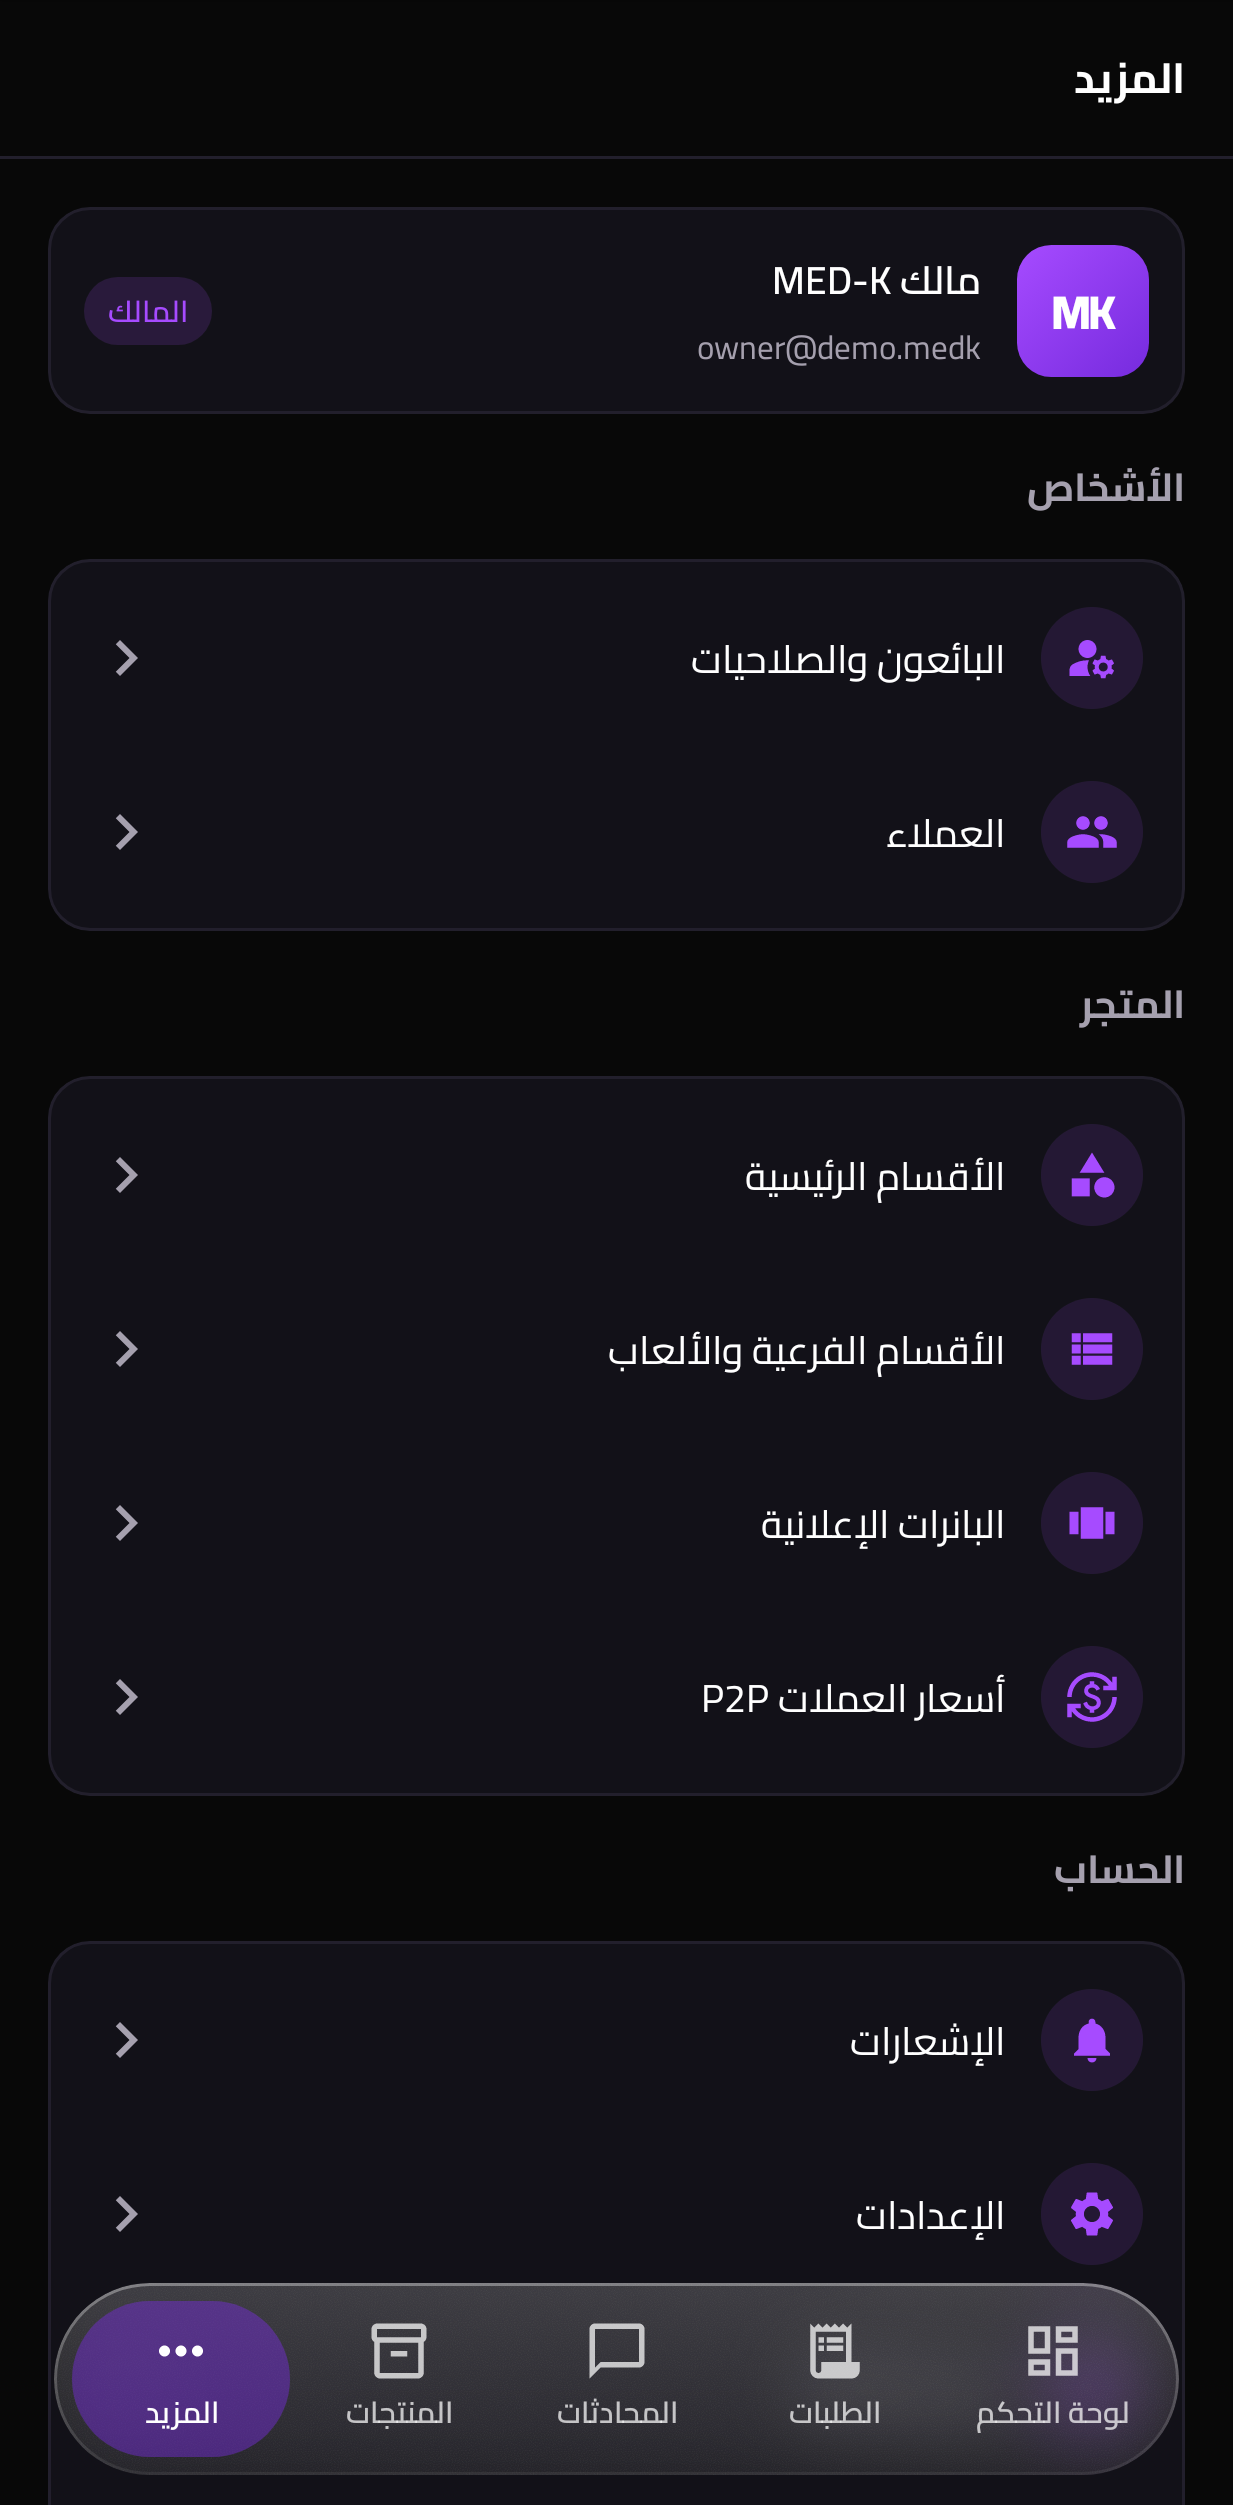 المزيد
MK
مالك MED-K
owner@demo.medk
المالك
الأشخاص
البائعون والصلاحيات
العملاء
المتجر
الأقسام الرئيسية
الأقسام الفرعية والألعاب
البانرات الإعلانية
أسعار العملات P2P
الحساب
الإشعارات
الإعدادات
لوحة التحكم
الطلبات
المحادثات
المنتجات
المزيد